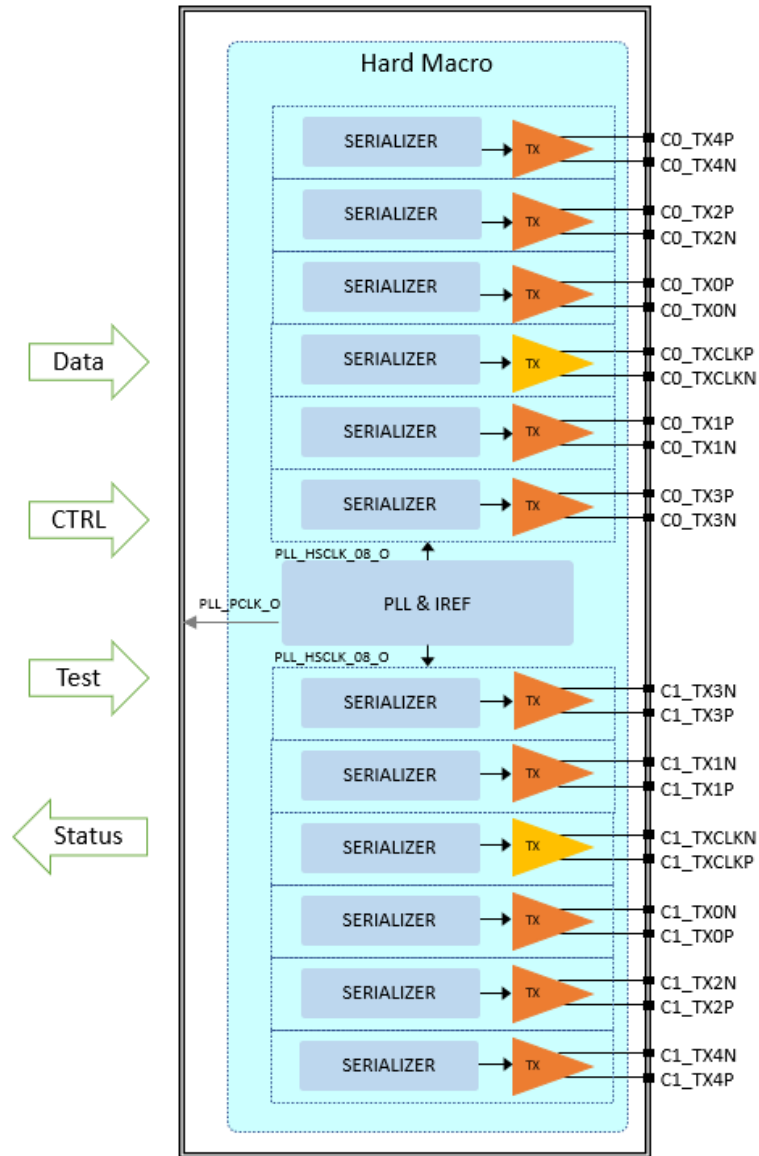 Hard Macro
SERIALIZER
TX
C0_TX4P
C0_TX4N
SERIALIZER
TX
C0_TX2P
C0_TX2N
SERIALIZER
TX
C0_TX0P
C0_TX0N
Data
SERIALIZER
TX
C0_TXCLKP
C0_TXCLKN
SERIALIZER
TX
C0_TX1P
C0_TX1N
CTRL
SERIALIZER
TX
C0_TX3P
C0_TX3N
PLL_HSCLK_08_O
PLL_PCLK_O
PLL & IREF
PLL_HSCLK_08_O
Test
SERIALIZER
TX
C1_TX3N
C1_TX3P
SERIALIZER
TX
C1_TX1N
C1_TX1P
Status
SERIALIZER
TX
C1_TXCLKN
C1_TXCLKP
SERIALIZER
TX
C1_TX0N
C1_TX0P
SERIALIZER
TX
C1_TX2N
C1_TX2P
SERIALIZER
TX
C1_TX4N
C1_TX4P